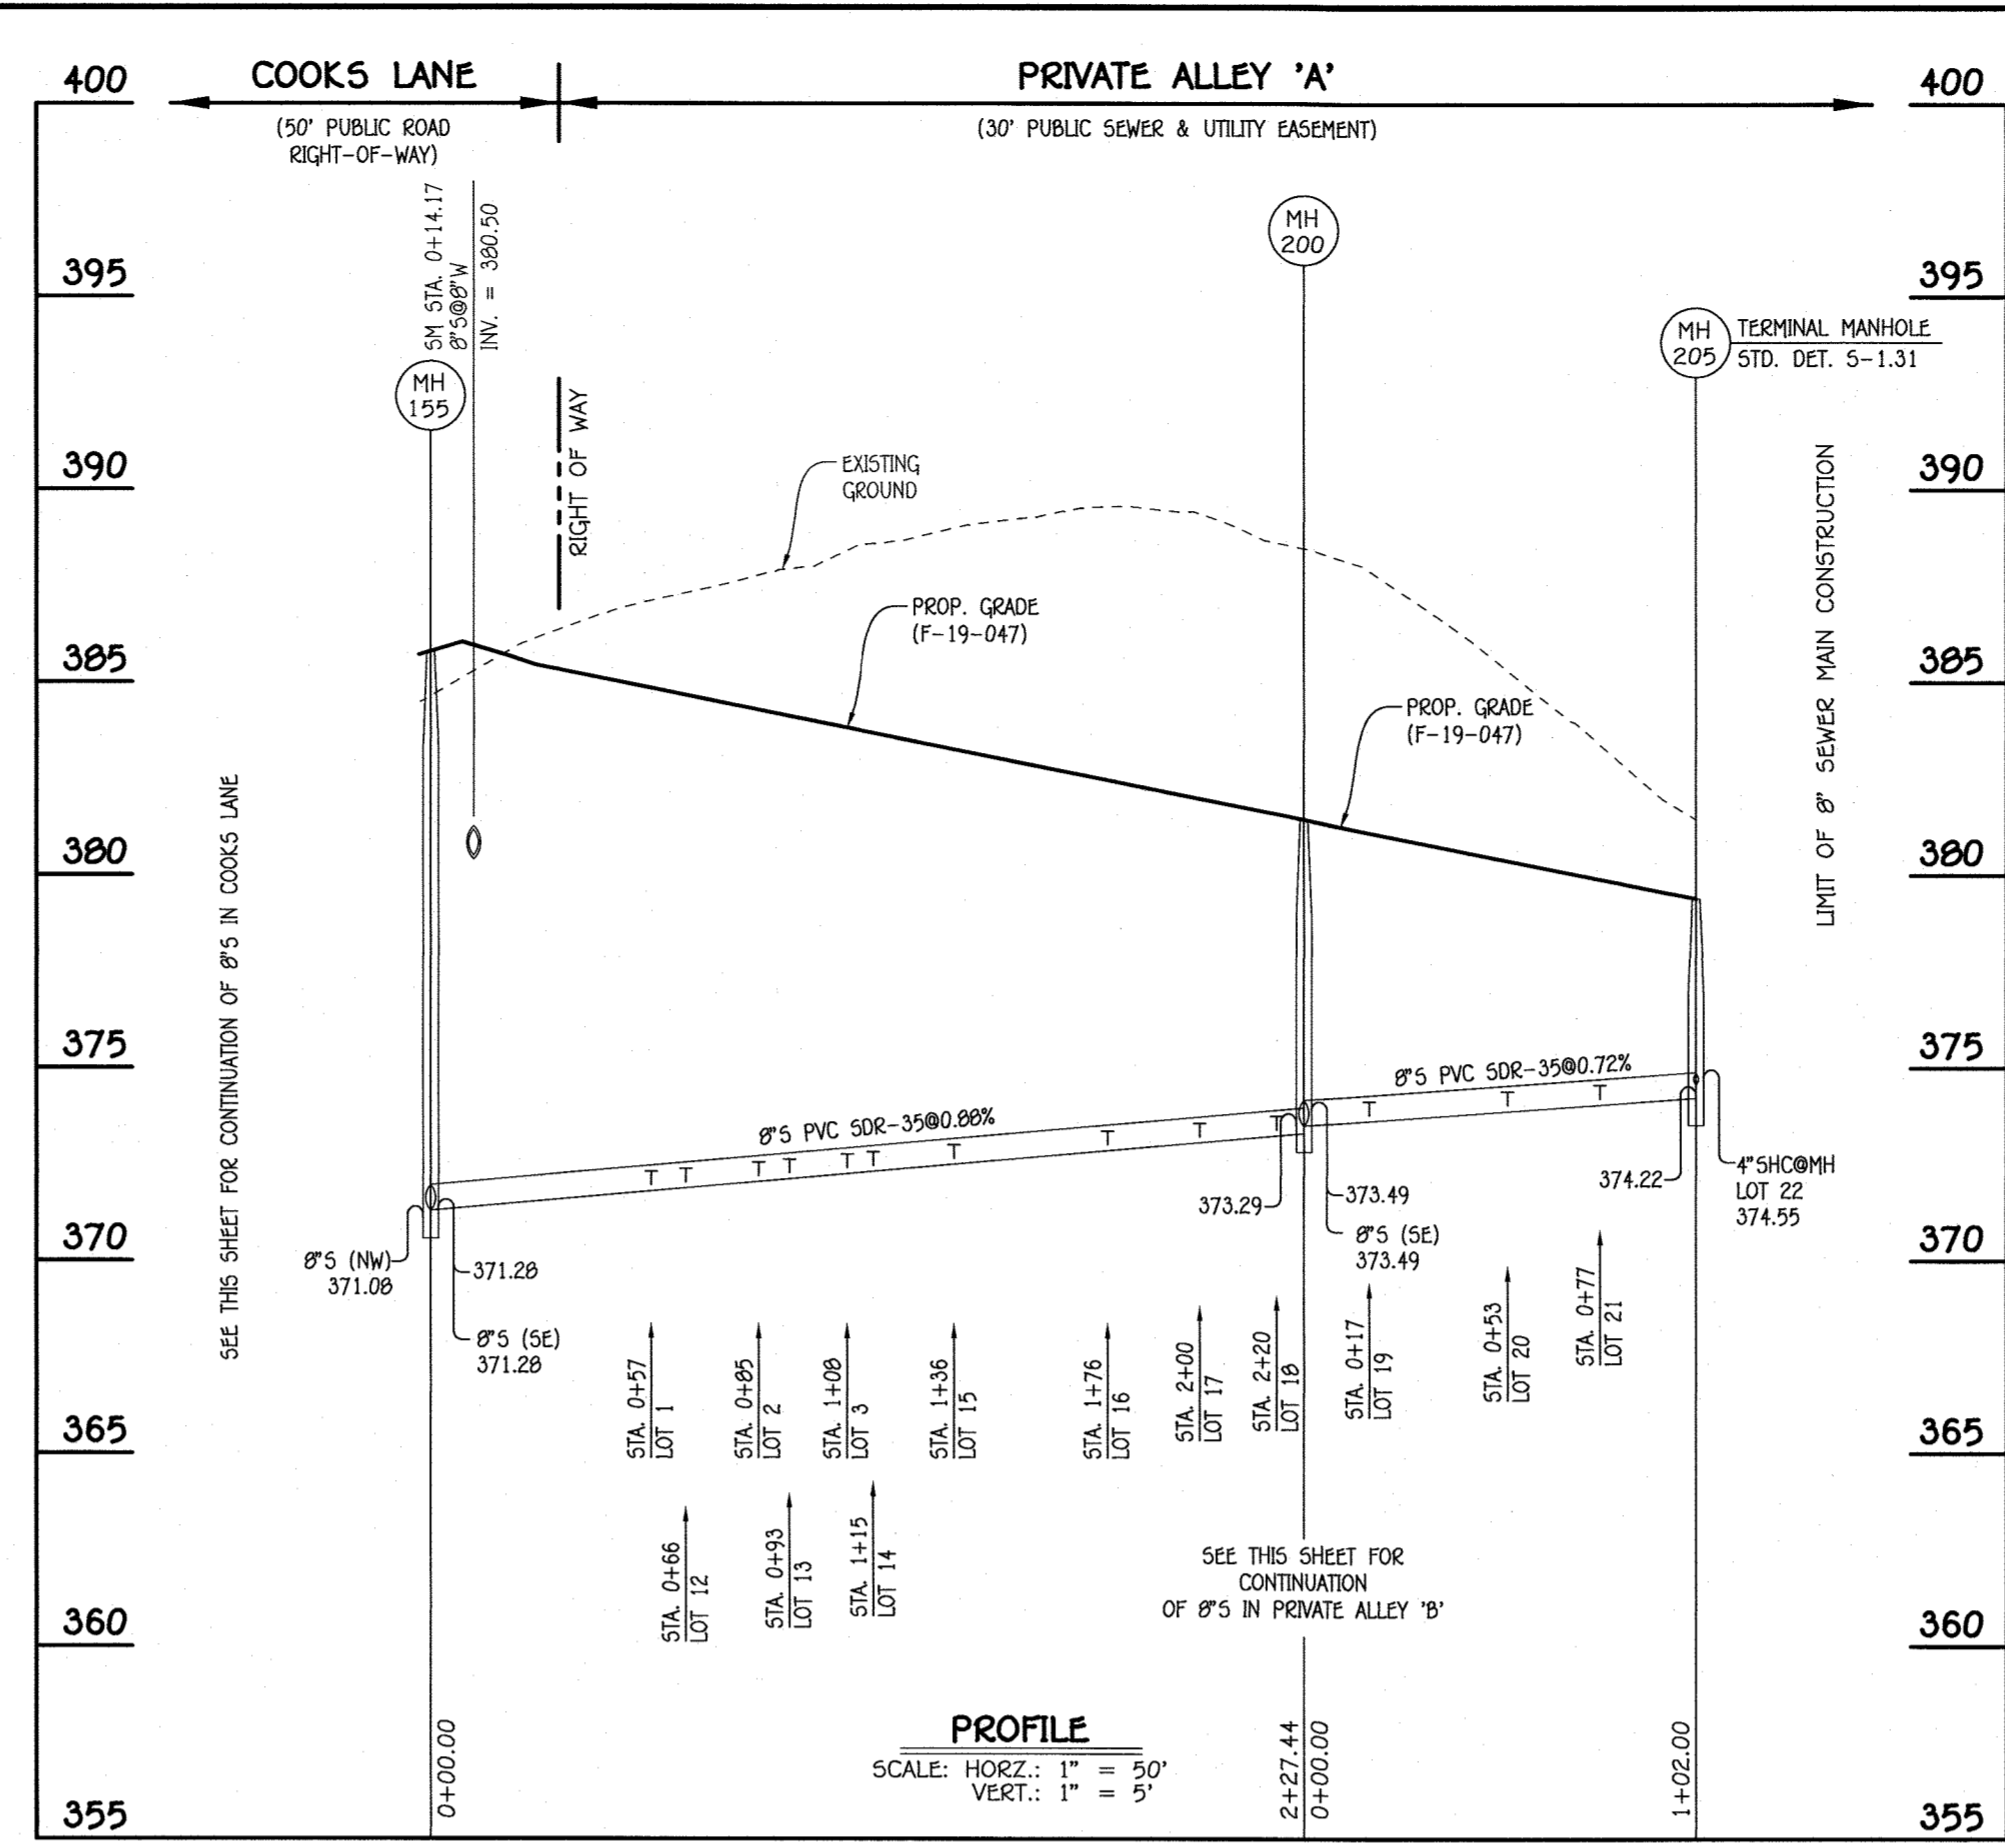 COOKS LANE
PRIVATE ALLEY 'A'
(50' PUBLIC ROAD
RIGHT-OF-WAY)
(30' PUBLIC SEWER & UTILITY EASEMENT)
400
395
390
385
380
375
370
365
360
355
400
395
390
385
380
375
370
365
360
355
SM STA. 0+14.17
8"S@8"W
INV. = 380.50
MH
155
MH
200
MH
205
TERMINAL MANHOLE
STD. DET. S-1.31
RIGHT OF WAY
EXISTING
GROUND
PROP. GRADE
(F-19-047)
PROP. GRADE
(F-19-047)
SEE THIS SHEET FOR CONTINUATION OF 8"S IN COOKS LANE
LIMIT OF 8" SEWER MAIN CONSTRUCTION
8"S PVC SDR-35@0.88%
8"S PVC SDR-35@0.72%
T
T
T
T
T
T
T
T
T
T
T
T
T
8"S (NW)
371.08
371.28
8"S (SE)
371.28
373.29
373.49
8"S (SE)
373.49
374.22
4"SHC@MH
LOT 22
374.55
STA. 0+57
LOT 1
STA. 0+66
LOT 12
STA. 0+85
LOT 2
STA. 0+93
LOT 13
STA. 1+08
LOT 3
STA. 1+15
LOT 14
STA. 1+36
LOT 15
STA. 1+76
LOT 16
STA. 2+00
LOT 17
STA. 2+20
LOT 18
STA. 0+17
LOT 19
STA. 0+53
LOT 20
STA. 0+77
LOT 21
SEE THIS SHEET FOR
CONTINUATION
OF 8"S IN PRIVATE ALLEY 'B'
0+00.00
2+27.44
0+00.00
1+02.00
PROFILE
SCALE: HORZ.: 1" = 50'
VERT.: 1" = 5'